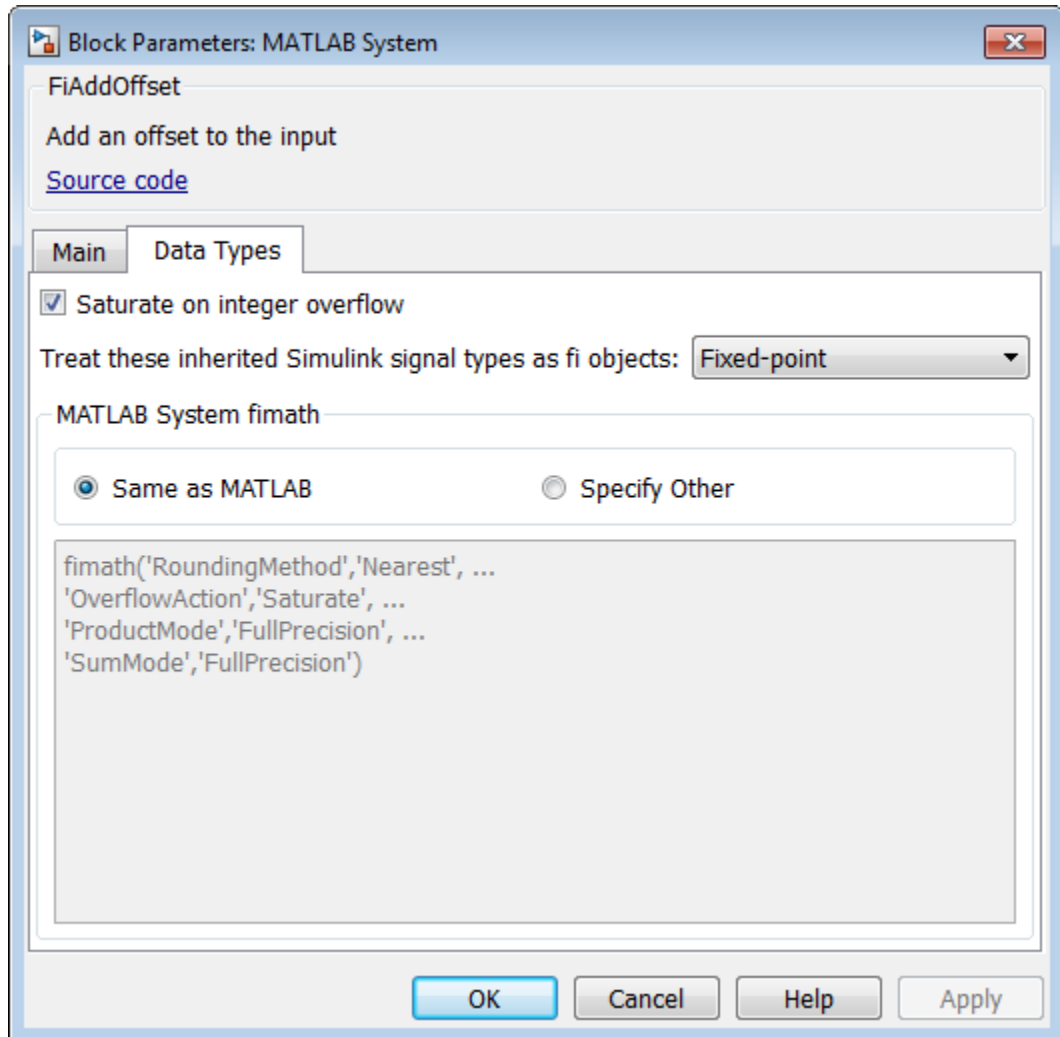 Block Parameters: MATLAB System
FiAddOffset
Add an offset to the input
Source code
Main Data Types
Saturate on integer overflow
Treat these inherited Simulink signal types as fi objects: Fixed-point
MATLAB System fimath
Same as MATLAB Specify Other
fimath('RoundingMethod','Nearest', ...
'OverflowAction','Saturate', ...
'ProductMode','FullPrecision', ...
'SumMode','FullPrecision')
OK Cancel Help Apply